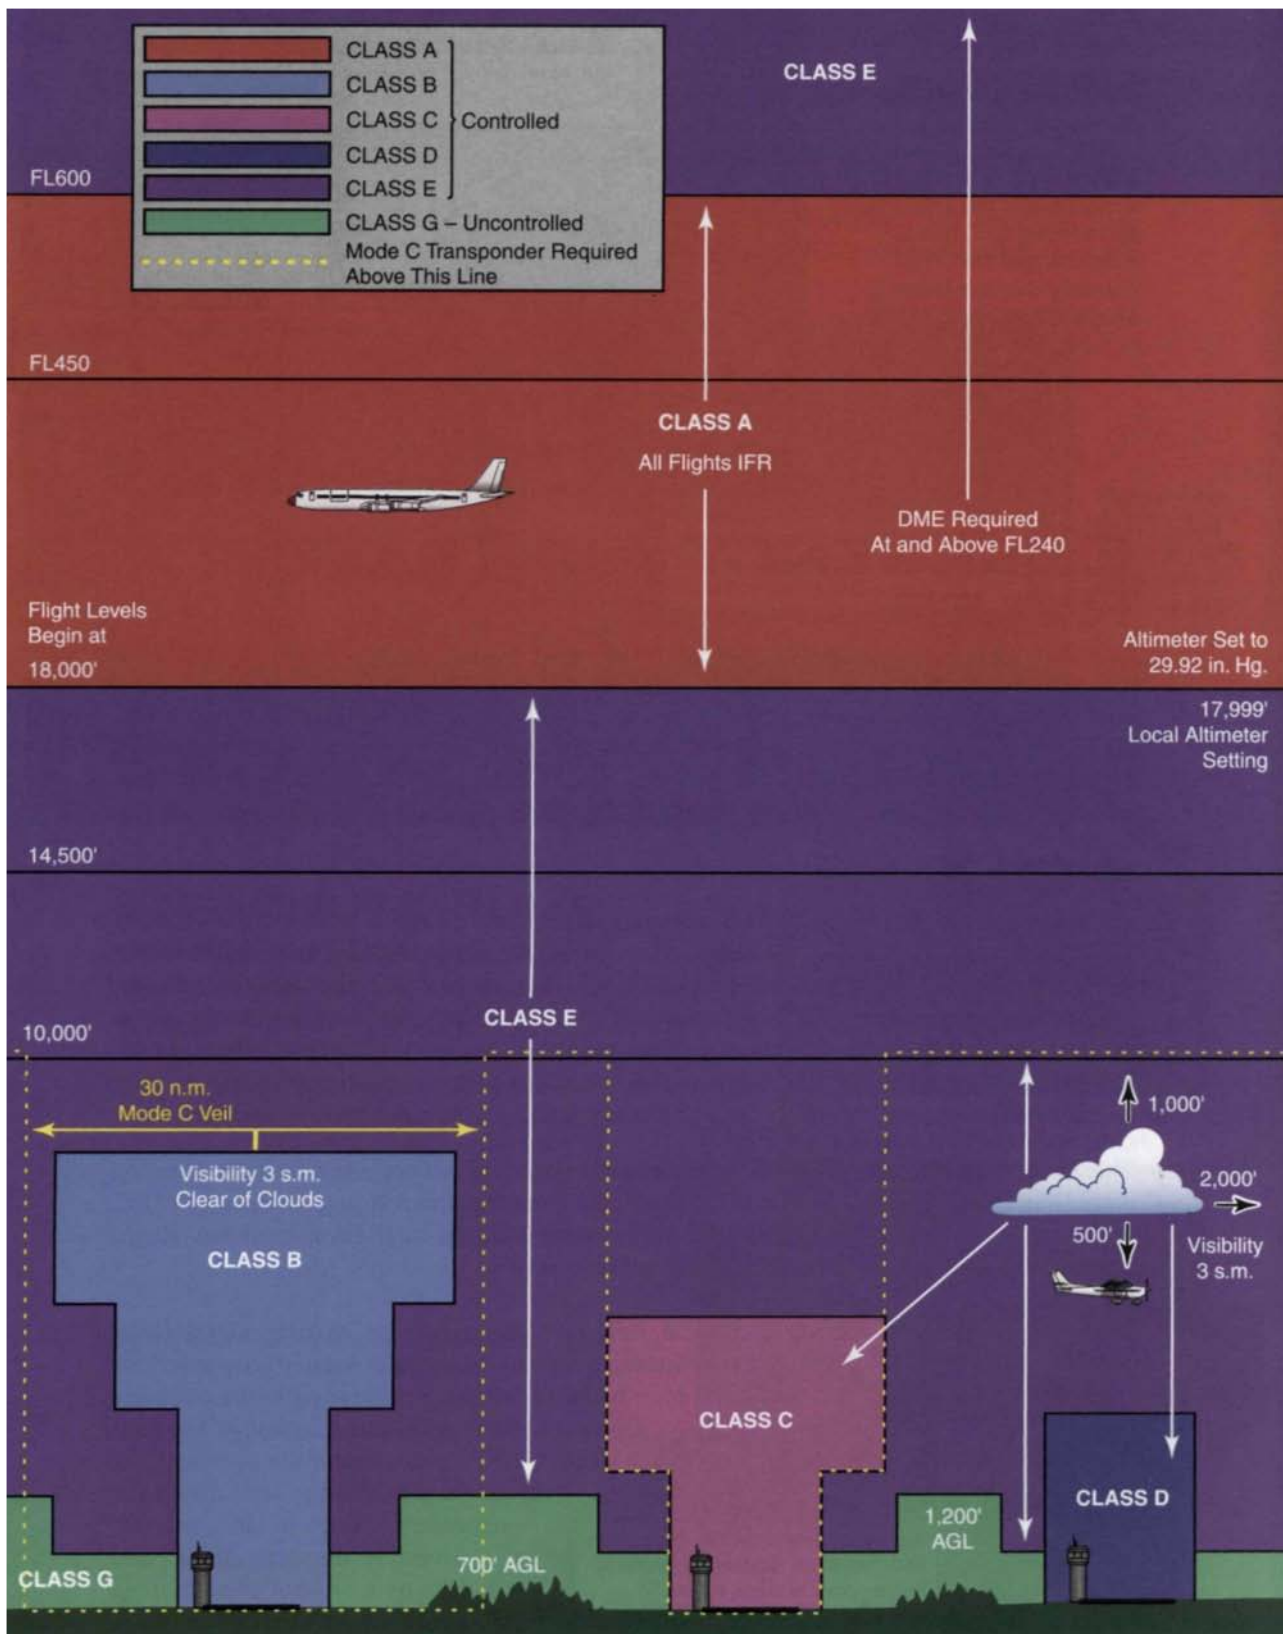 CLASS A
CLASS B
CLASS C
CLASS D
CLASS E
Controlled
CLASS G – Uncontrolled
Mode C Transponder Required
Above This Line
CLASS E
FL600
FL450
CLASS A
All Flights IFR
DME Required
At and Above FL240
Flight Levels
Begin at
18,000'
Altimeter Set to
29.92 in. Hg.
17,999'
Local Altimeter
Setting
14,500'
10,000'
CLASS E
30 n.m.
Mode C Veil
Visibility 3 s.m.
Clear of Clouds
CLASS B
1,000'
2,000'
500'
Visibility
3 s.m.
CLASS C
CLASS D
1,200'
AGL
700' AGL
CLASS G